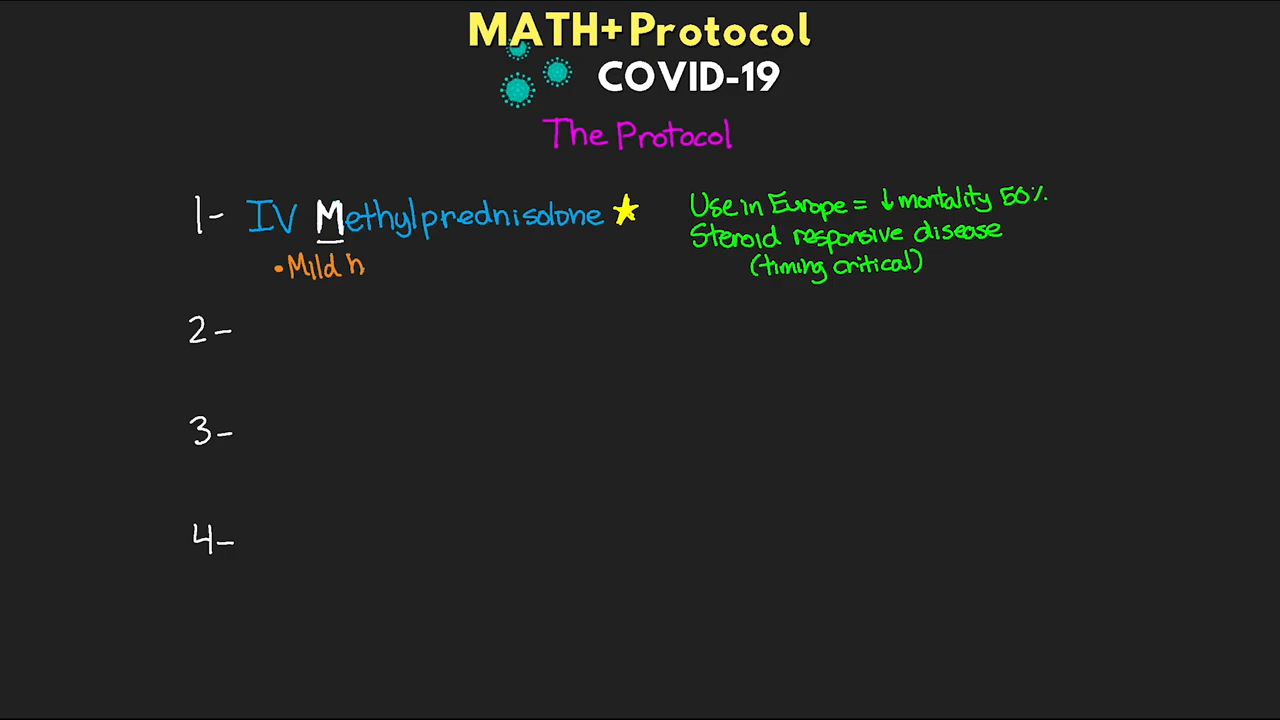 MATH+Protocol
COVID-19
The Protocol
1- IV Methylprednisolone
• Mild h
Use in Europe = ↓ mortality 50%
Steroid responsive disease
(timing critical)
2-
3-
4-